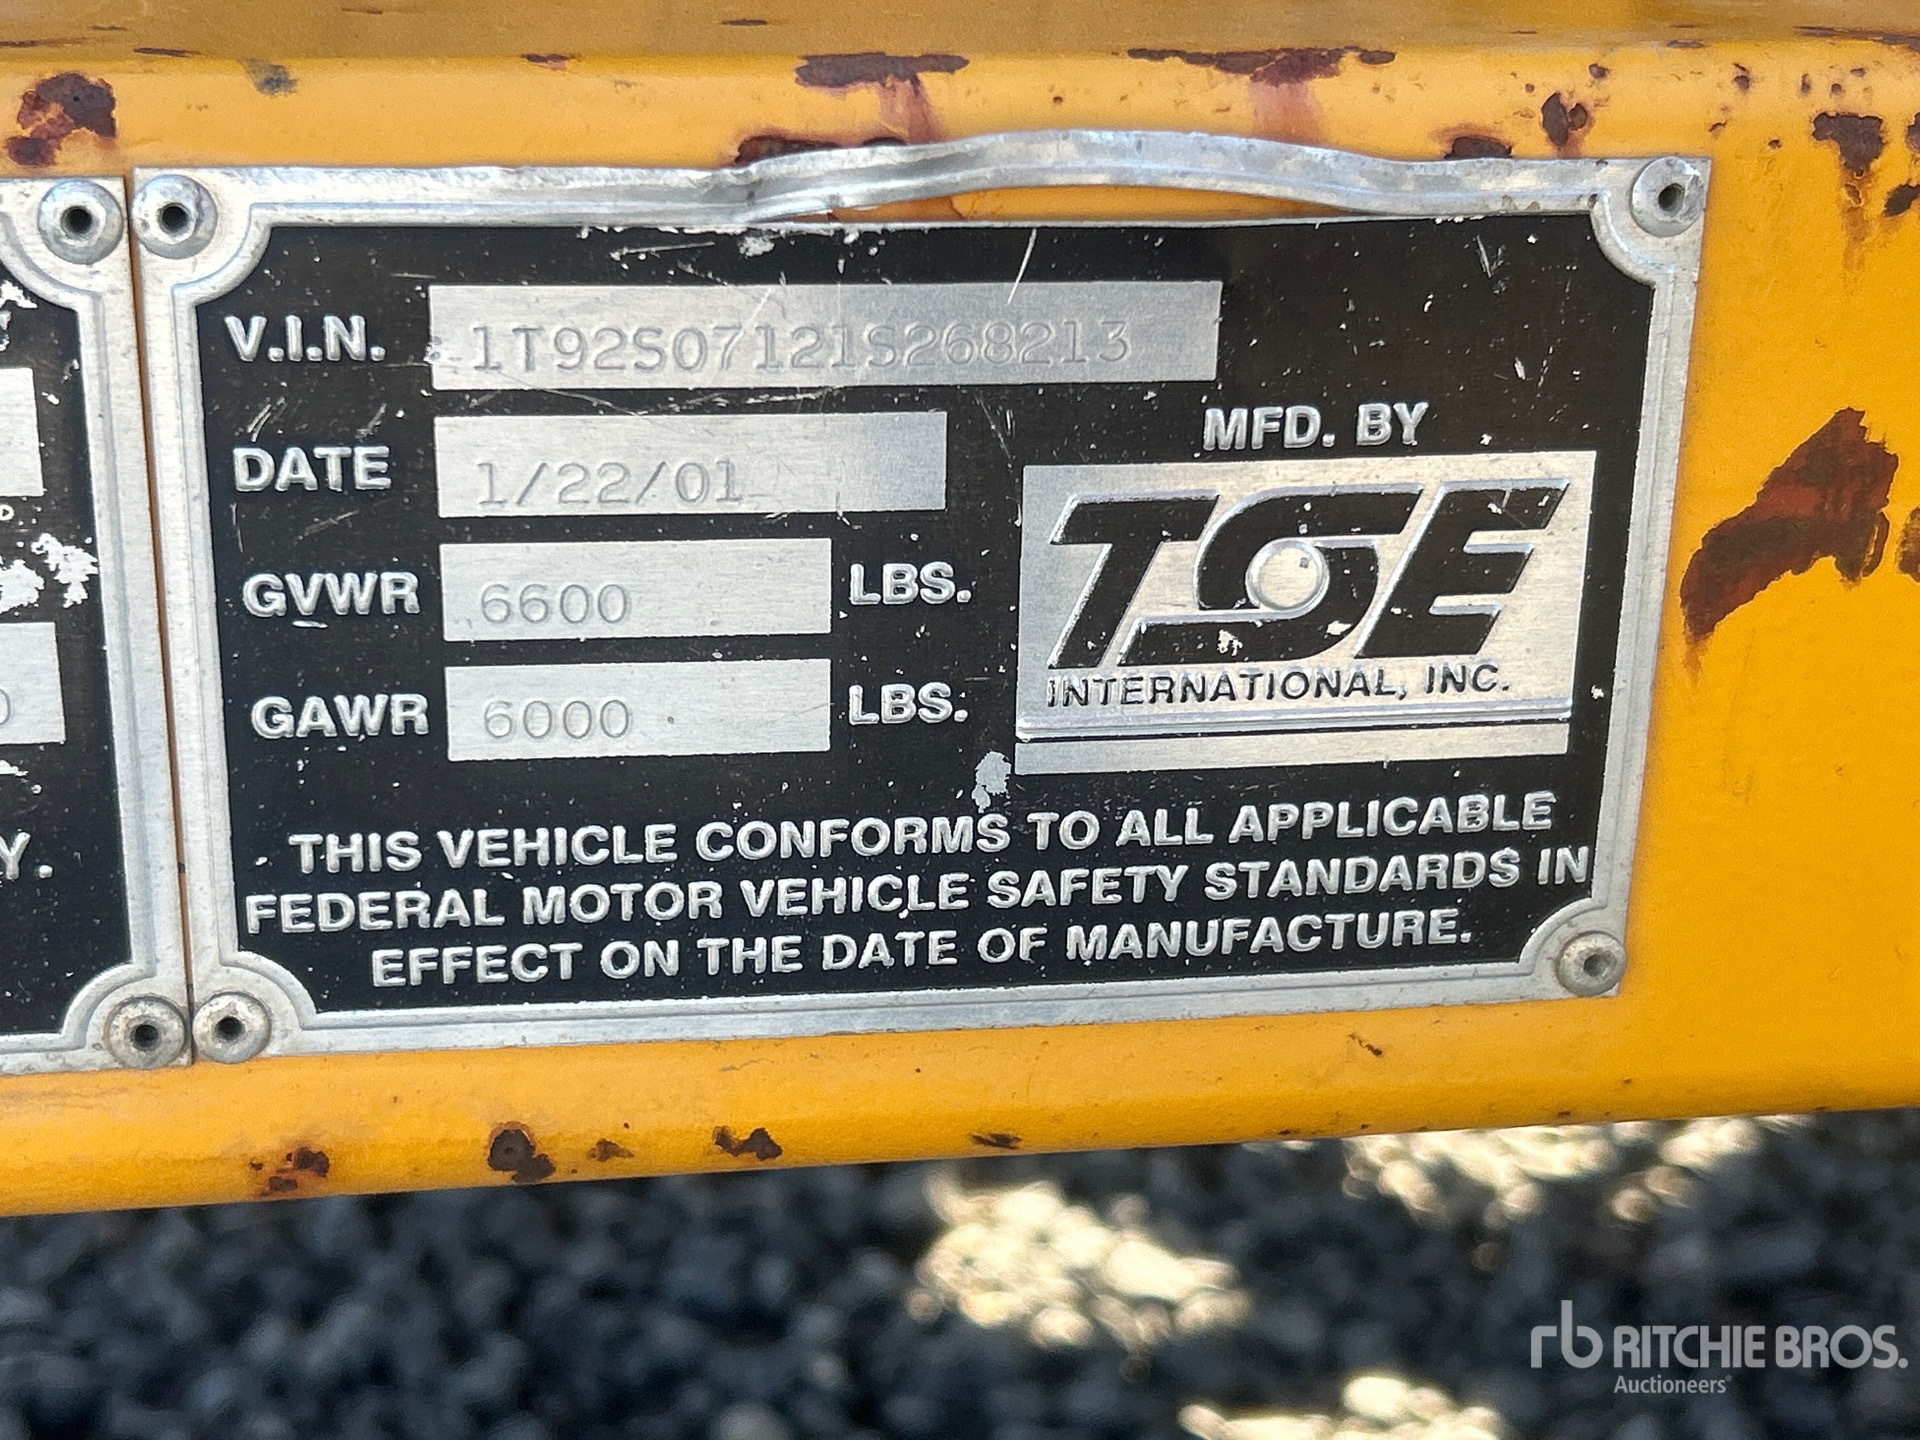 V.I.N. 1T92S07121S268213
DATE 1/22/01
GVWR 6600 LBS.
GAWR 6000 LBS.
MFD. BY
TSE
INTERNATIONAL, INC.
THIS VEHICLE CONFORMS TO ALL APPLICABLE
FEDERAL MOTOR VEHICLE SAFETY STANDARDS IN
EFFECT ON THE DATE OF MANUFACTURE.
Y.
rb RITCHIE BROS.
Auctioneers